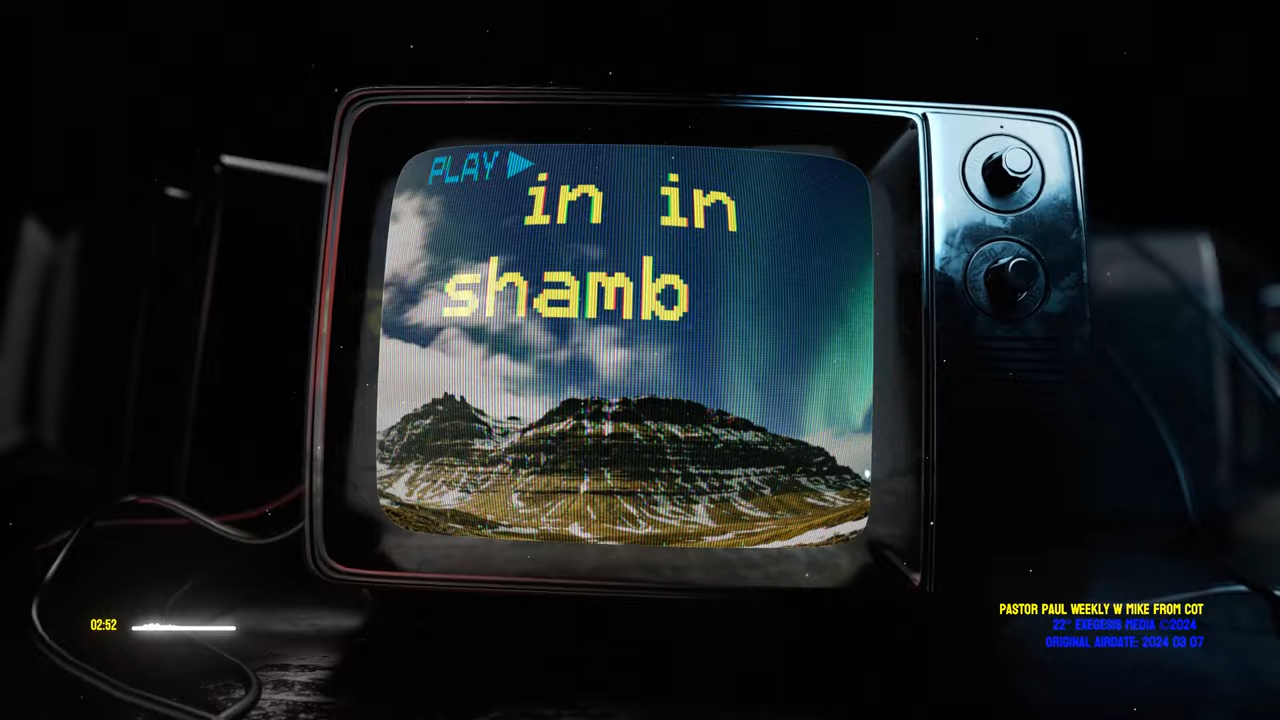 PLAY
in in
shamb
02:52
PASTOR PAUL WEEKLY W MIKE FROM COT
22° EXEGESIS MEDIA ©2024
ORIGINAL AIRDATE: 2024 03 07